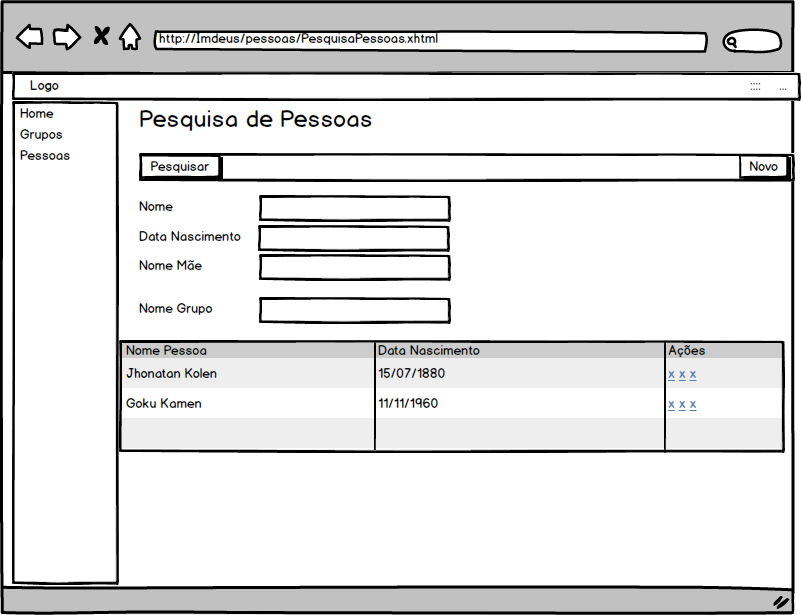 http://Imdeus/pessoas/PesquisaPessoas.xhtml
Logo
Home
Grupos
Pessoas
Pesquisa de Pessoas
Pesquisar Novo
Nome
Data Nascimento
Nome Mãe
Nome Grupo
Nome Pessoa Data Nascimento Ações
Jhonatan Kolen 15/07/1880 x x x
Goku Kamen 11/11/1960 x x x